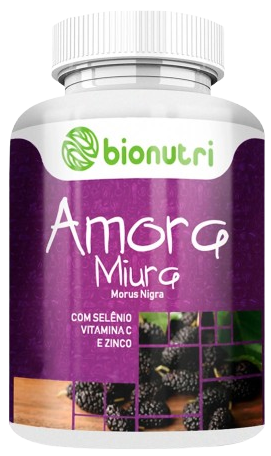 bionutri
Amora
Miura
Morus Nigra
COM SELÊNIO
VITAMINA C
E ZINCO